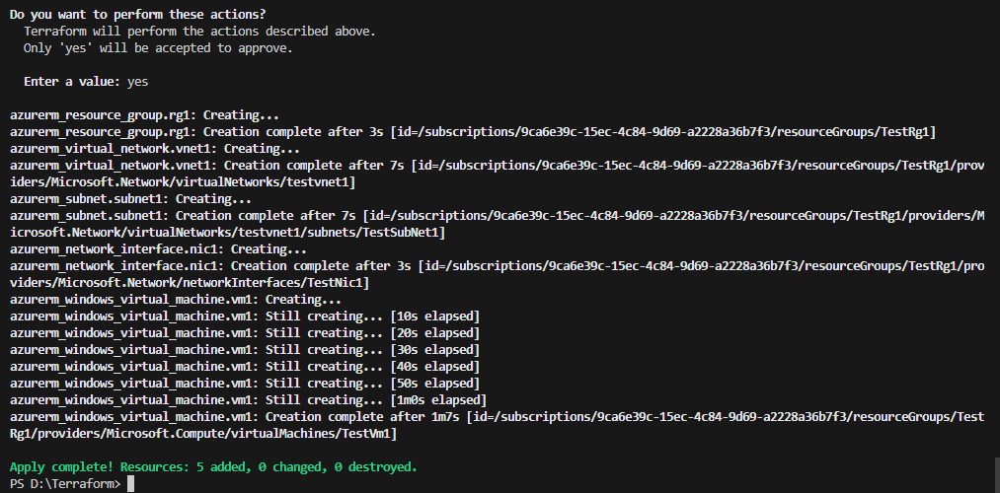 Do you want to perform these actions?
Terraform will perform the actions described above.
Only 'yes' will be accepted to approve.
Enter a value: yes
azurerm_resource_group.rg1: Creating...
azurerm_resource_group.rg1: Creation complete after 3s [id=/subscriptions/9ca6e39c-15ec-4c84-9d69-a2228a36b7f3/resourceGroups/TestRg1]
azurerm_virtual_network.vnet1: Creating...
azurerm_virtual_network.vnet1: Creation complete after 7s [id=/subscriptions/9ca6e39c-15ec-4c84-9d69-a2228a36b7f3/resourceGroups/TestRg1/prov
iders/Microsoft.Network/virtualNetworks/testvnet1]
azurerm_subnet.subnet1: Creating...
azurerm_subnet.subnet1: Creation complete after 7s [id=/subscriptions/9ca6e39c-15ec-4c84-9d69-a2228a36b7f3/resourceGroups/TestRg1/providers/M
icrosoft.Network/virtualNetworks/testvnet1/subnets/TestSubNet1]
azurerm_network_interface.nic1: Creating...
azurerm_network_interface.nic1: Creation complete after 3s [id=/subscriptions/9ca6e39c-15ec-4c84-9d69-a2228a36b7f3/resourceGroups/TestRg1/pro
viders/Microsoft.Network/networkInterfaces/TestNic1]
azurerm_windows_virtual_machine.vm1: Creating...
azurerm_windows_virtual_machine.vm1: Still creating... [10s elapsed]
azurerm_windows_virtual_machine.vm1: Still creating... [20s elapsed]
azurerm_windows_virtual_machine.vm1: Still creating... [30s elapsed]
azurerm_windows_virtual_machine.vm1: Still creating... [40s elapsed]
azurerm_windows_virtual_machine.vm1: Still creating... [50s elapsed]
azurerm_windows_virtual_machine.vm1: Still creating... [1m0s elapsed]
azurerm_windows_virtual_machine.vm1: Creation complete after 1m7s [id=/subscriptions/9ca6e39c-15ec-4c84-9d69-a2228a36b7f3/resourceGroups/Test
Rg1/providers/Microsoft.Compute/virtualMachines/TestVm1]
Apply complete! Resources: 5 added, 0 changed, 0 destroyed.
PS D:\Terraform>